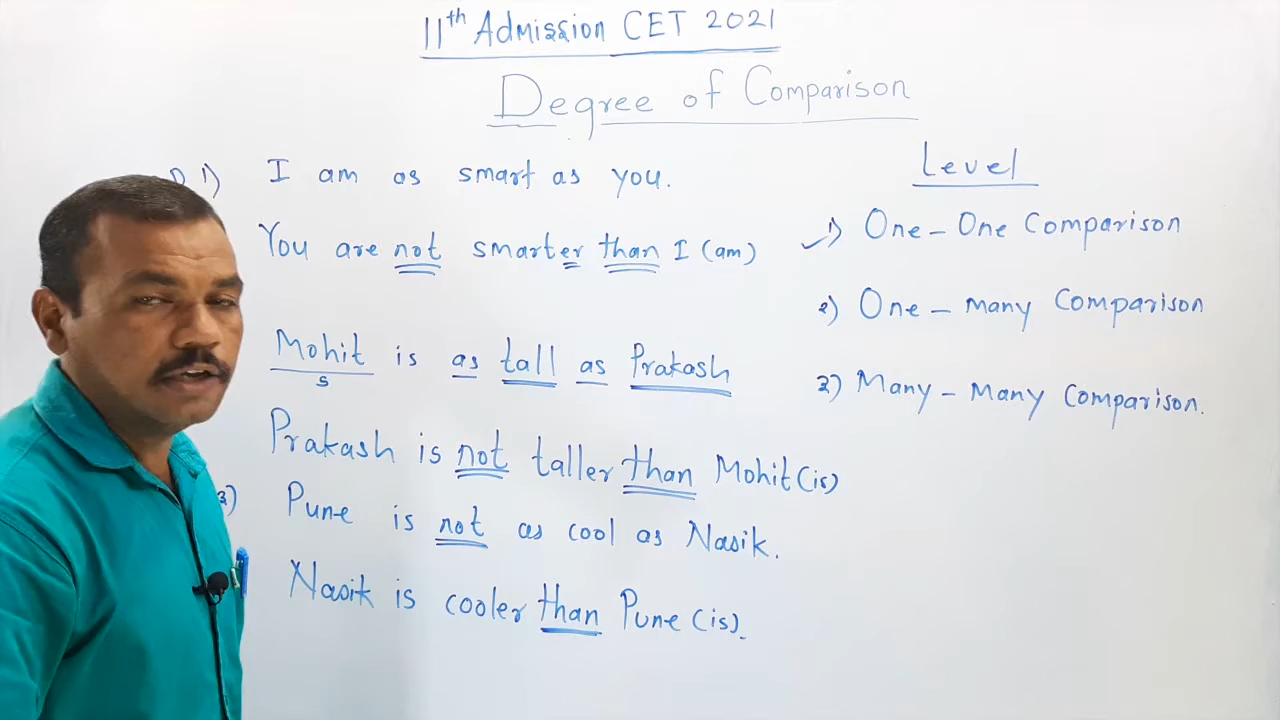 11th Admission CET 2021
Degree of Comparison
1) I am as smart as you.
You are not smarter than I (am)
Mohit is as tall as Prakash
s
Prakash is not taller than Mohit (is)
3) Pune is not as cool as Nasik.
Nasik is cooler than Pune (is).
Level
1) One - One Comparison
2) One - many Comparison
3) Many - Many Comparison.